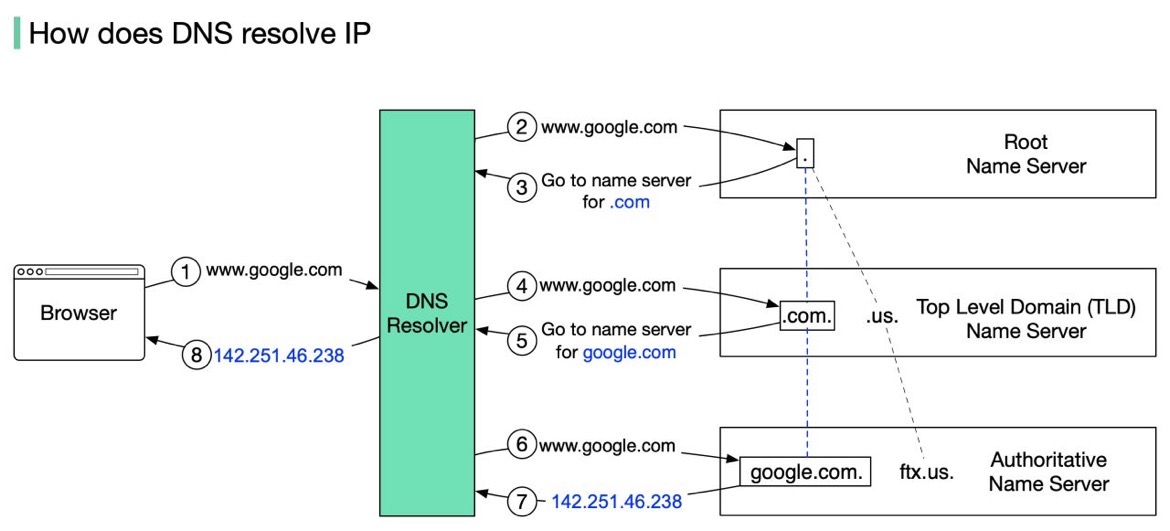 How does DNS resolve IP
2 www.google.com
.
Root
Name Server
3 Go to name server
for .com
1 www.google.com
Browser
8 142.251.46.238
DNS
Resolver
4 www.google.com
.com.
.us.
Top Level Domain (TLD)
Name Server
5 Go to name server
for google.com
6 www.google.com
google.com.
ftx.us.
Authoritative
Name Server
7 142.251.46.238